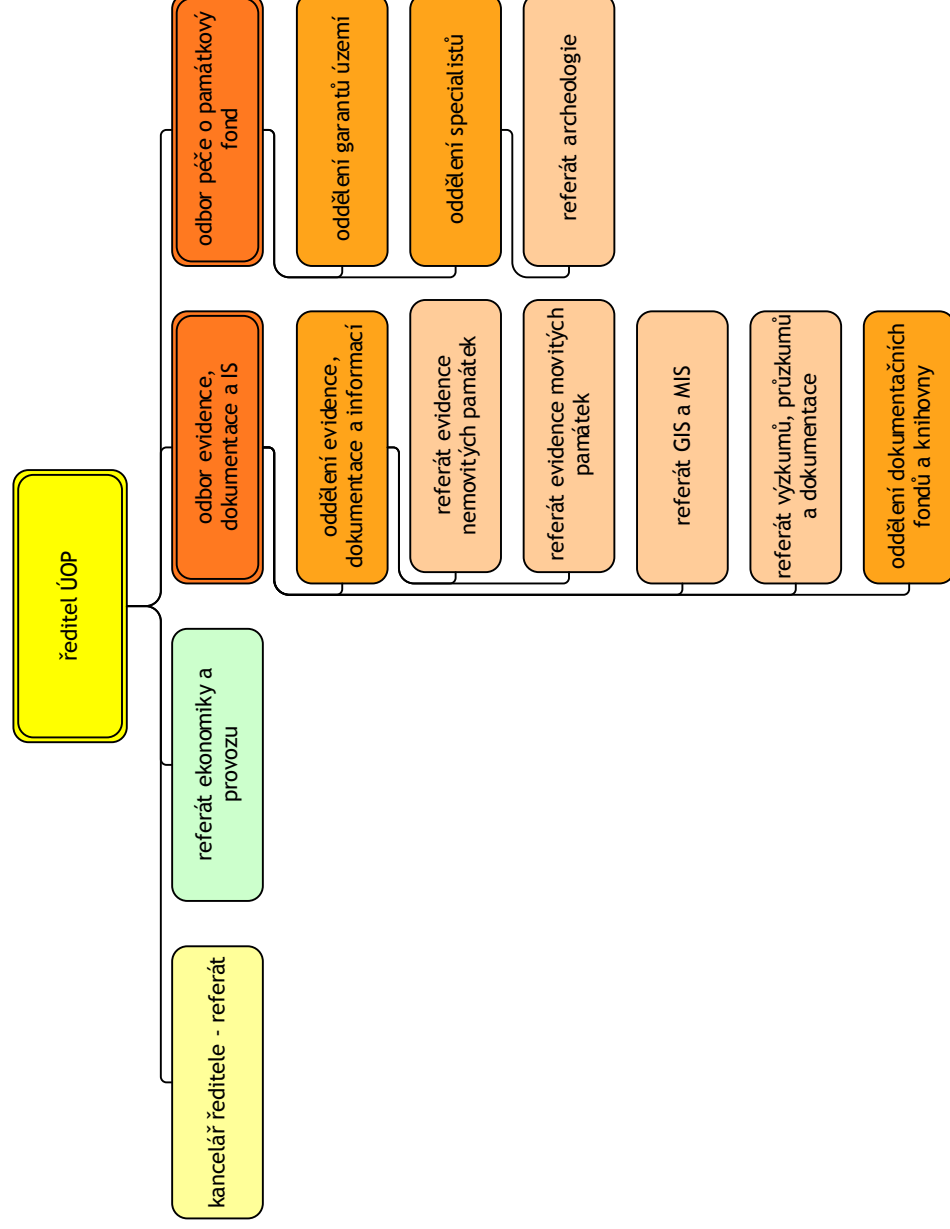 ředitel ÚOP
kancelář ředitele - referát
referát ekonomiky a
provozu
odbor evidence,
dokumentace a IS
oddělení evidence,
dokumentace a informací
referát evidence
nemovitých památek
referát evidence movitých
památek
referát GIS a MIS
referát výzkumů, průzkumů
a dokumentace
oddělení dokumentačních
fondů a knihovny
odbor péče o památkový
fond
oddělení garantů území
oddělení specialistů
referát archeologie